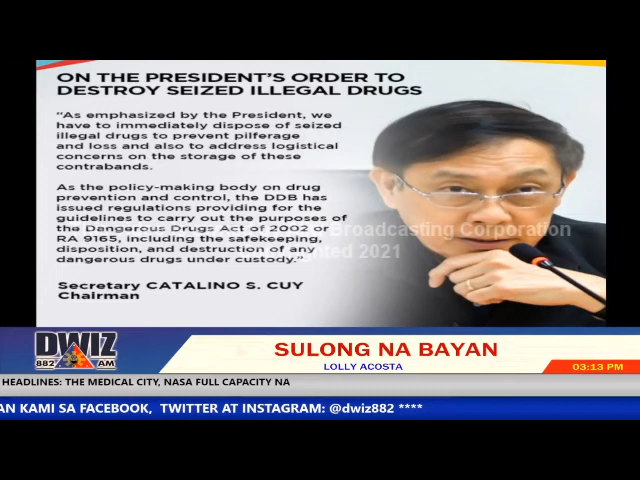 ON THE PRESIDENT'S ORDER TO
DESTROY SEIZED ILLEGAL DRUGS
"As emphasized by the President, we
have to immediately dispose of seized
illegal drugs to prevent pilferage
and loss and also to address logistical
concerns on the storage of these
contrabands.
As the policy-making body on drug
prevention and control, the DDB has
issued regulations providing for the
guidelines to carry out the purposes of
the Dangerous Drugs Act of 2002 or
RA 9165, including the safekeeping,
disposition, and destruction of any
dangerous drugs under custody."
Secretary CATALINO S. CUY
Chairman
Broadcasting Corporation
2021
DWIZ
882 AM
SULONG NA BAYAN
LOLLY ACOSTA
03:13 PM
HEADLINES: THE MEDICAL CITY, NASA FULL CAPACITY NA
AN KAMI SA FACEBOOK, TWITTER AT INSTAGRAM: @dwiz882 ****